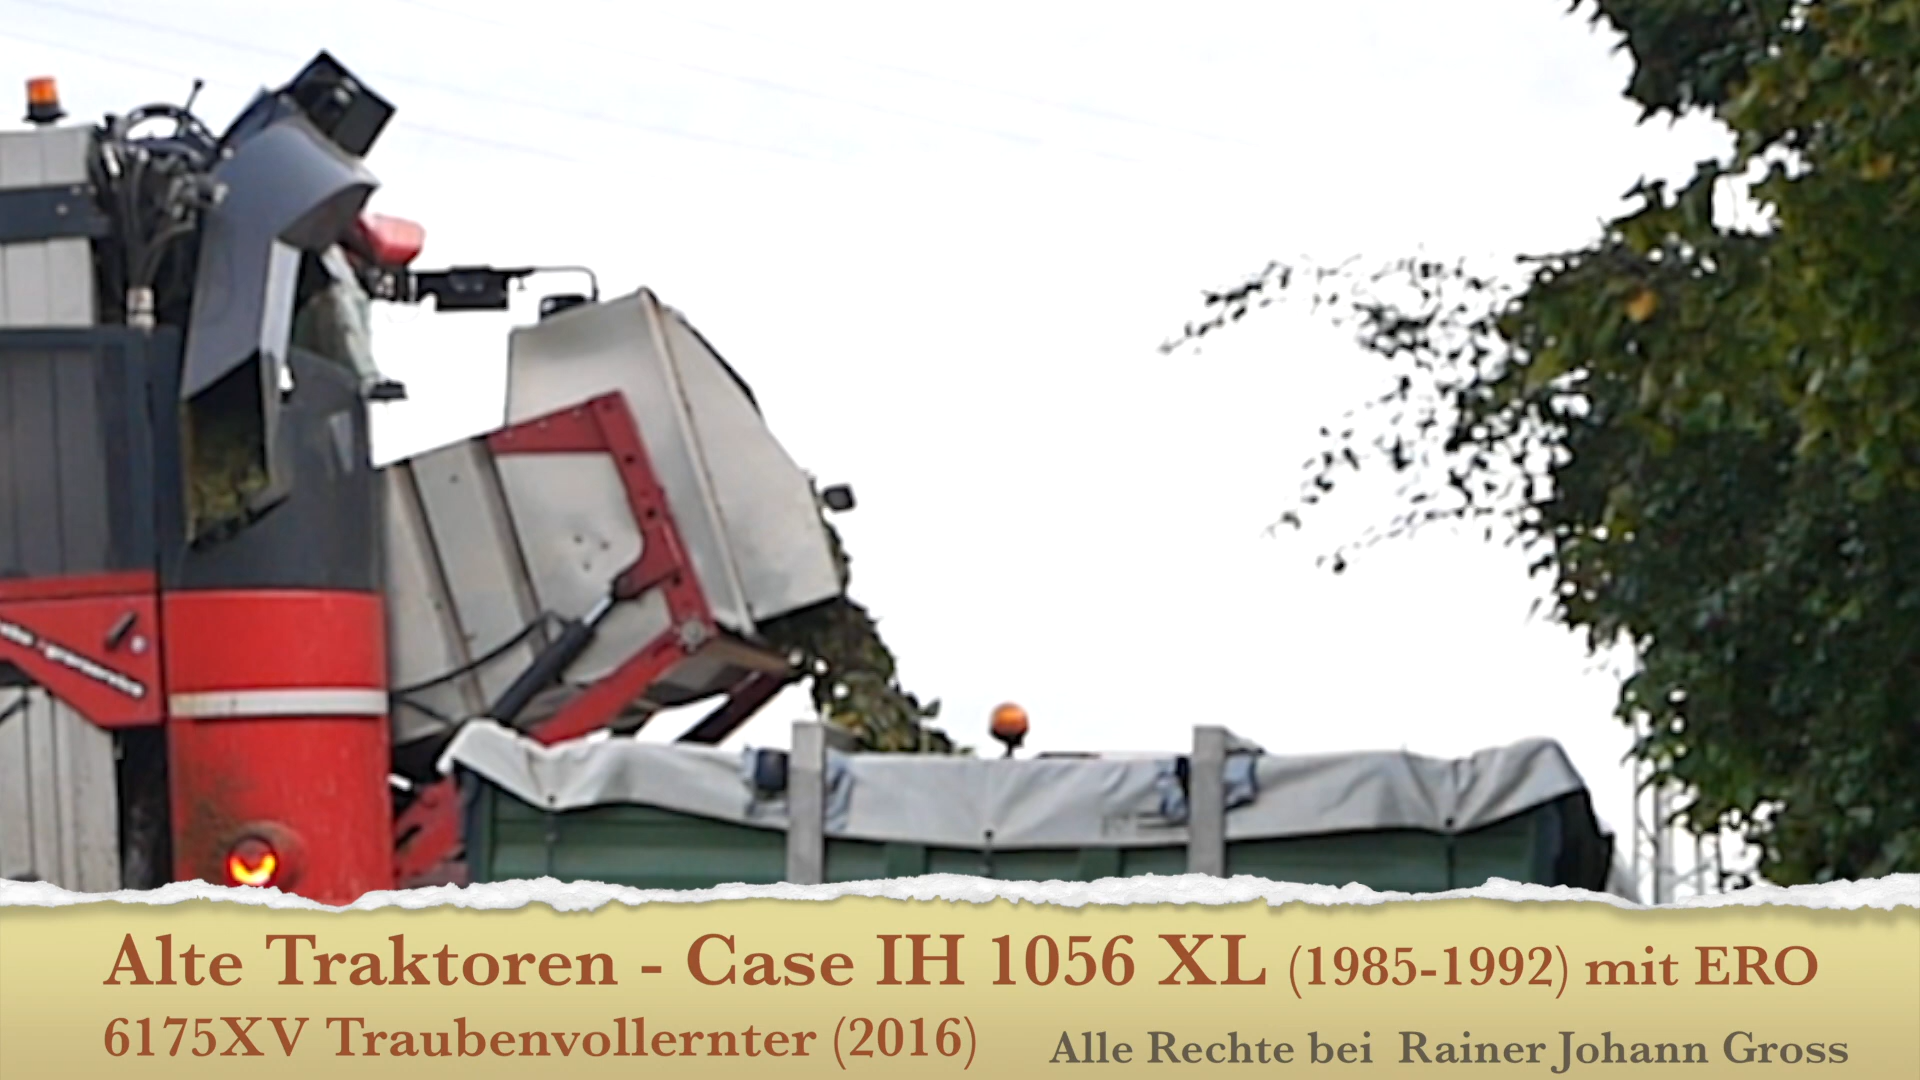 Alte Traktoren - Case IH 1056 XL (1985-1992) mit ERO
6175XV Traubenvollernter (2016) Alle Rechte bei Rainer Johann Gross